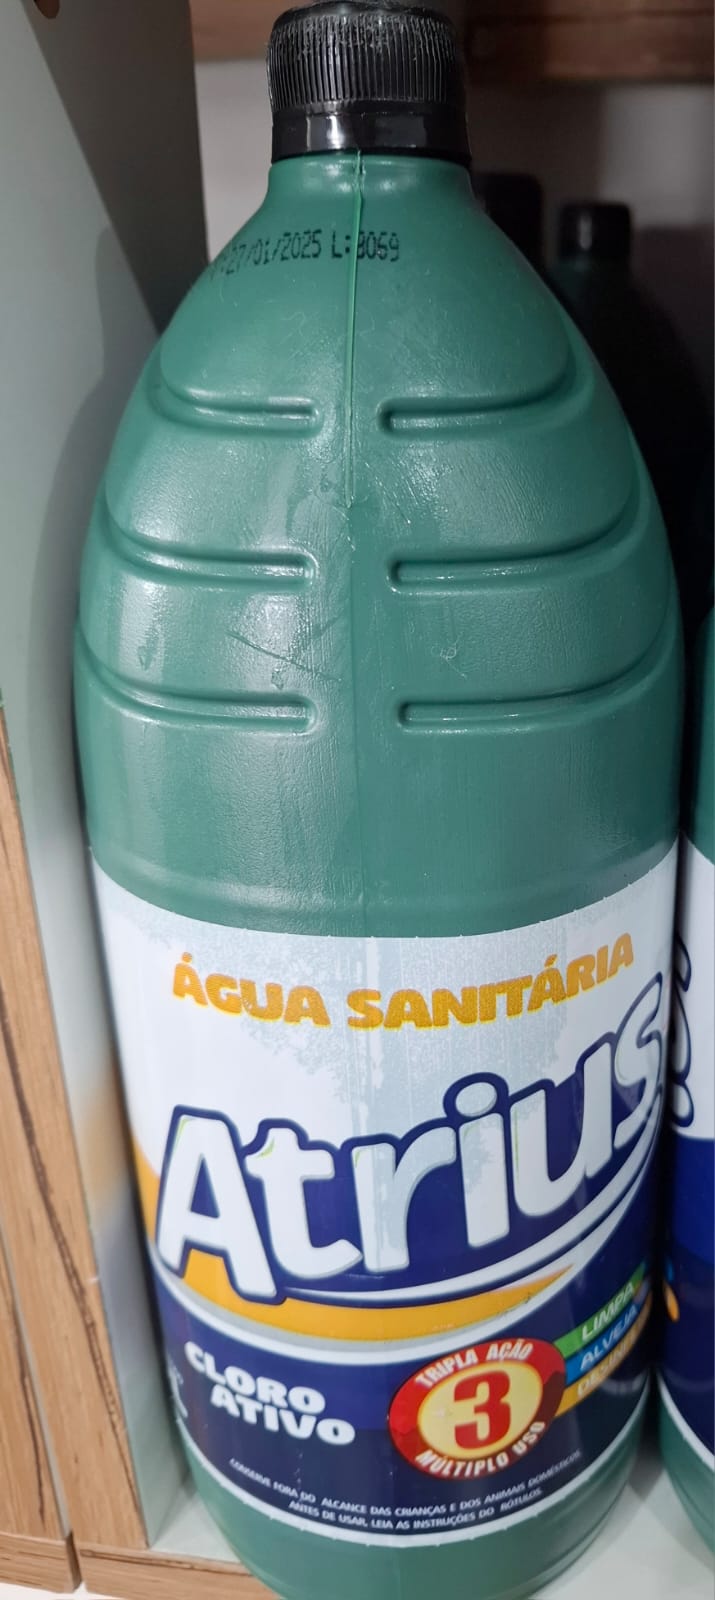 27/01/2025 L:3069
ÁGUA SANITÁRIA
Atrius
CLORO
ATIVO
TRIPLA AÇÃO
3
MÚLTIPLO USO
LIMPA
ALVEJA
CONSERVE FORA DO ALCANCE DAS CRIANÇAS E DOS ANIMAIS DOMÉSTICOS.
ANTES DE USAR, LEIA AS INSTRUÇÕES DO RÓTULO.